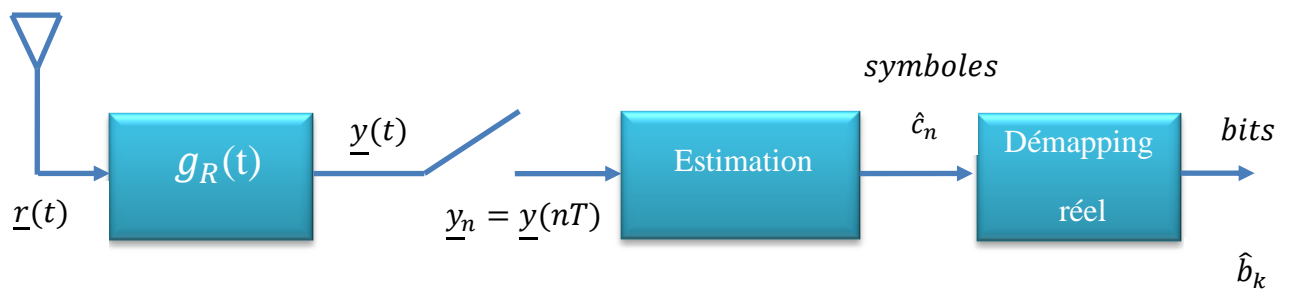 r(t)
g_R(t)
y(t)
y_n = y(nT)
Estimation
symboles
ĉ_n
Démapping
réel
bits
b̂_k